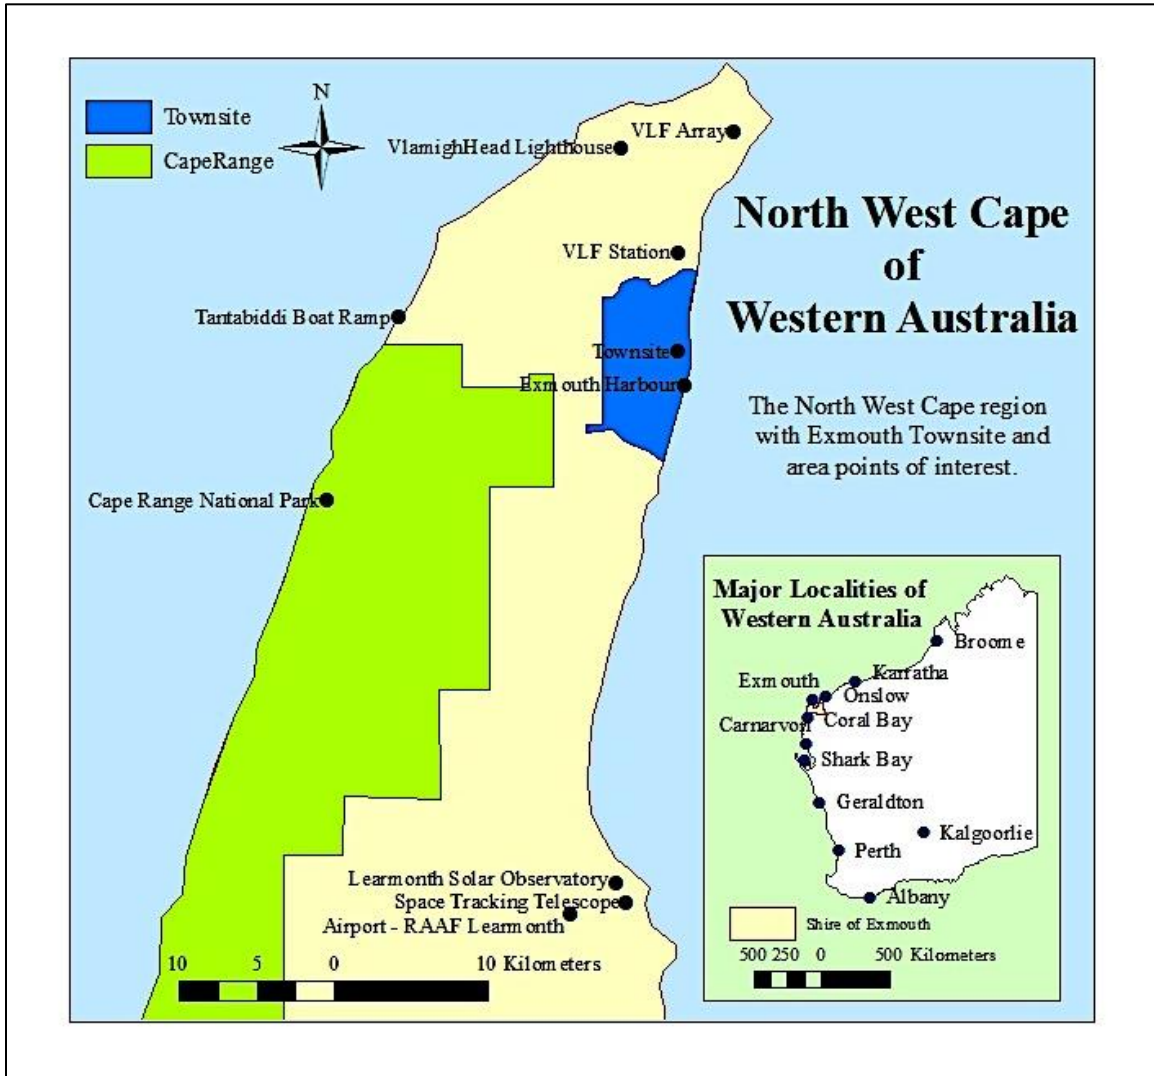 N
Townsite
CapeRange
VLF Array
VlamighHead Lighthouse
North West Cape
of
Western Australia
VLF Station
Tantabiddi Boat Ramp
Townsite
Exmouth Harbour
The North West Cape region
with Exmouth Townsite and
area points of interest.
Cape Range National Park
Major Localities of
Western Australia
Broome
Karratha
Exmouth
Onslow
Coral Bay
Carnarvon
Shark Bay
Geraldton
Kalgoorlie
Perth
Albany
Shire of Exmouth
500 250 0 500 Kilometers
Learmonth Solar Observatory
Space Tracking Telescope
Airport - RAAF Learmonth
10 5 0 10 Kilometers